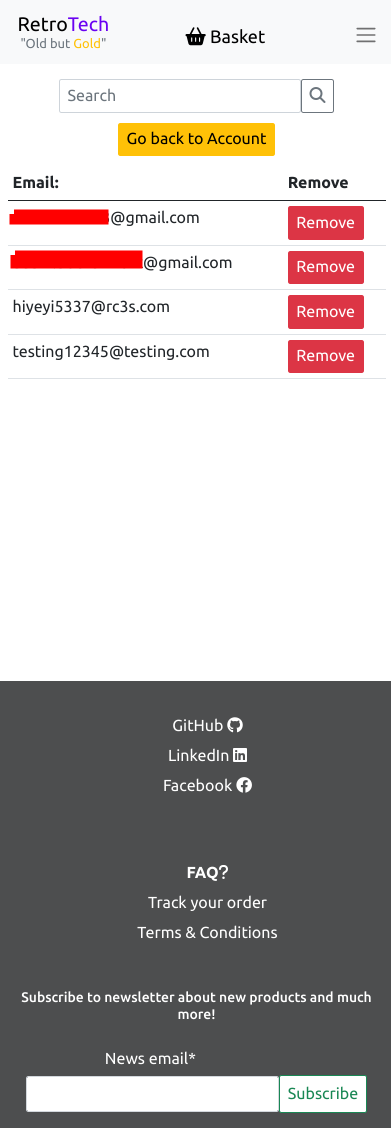 RetroTech
"Old but Gold"
Basket
Search
Go back to Account
Email: Remove
@gmail.com Remove
@gmail.com Remove
hiyeyi5337@rc3s.com Remove
testing12345@testing.com Remove
GitHub
LinkedIn
Facebook
FAQ?
Track your order
Terms & Conditions
Subscribe to newsletter about new products and much
more!
News email*
Subscribe